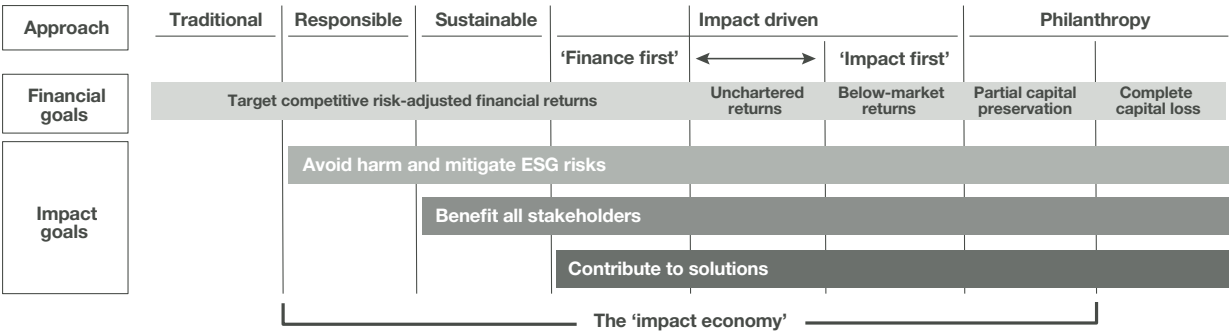 Approach
Traditional
Responsible
Sustainable
Impact driven
Philanthropy
‘Finance first’
‘Impact first’
Financial
goals
Target competitive risk-adjusted financial returns
Unchartered
returns
Below-market
returns
Partial capital
preservation
Complete
capital loss
Impact
goals
Avoid harm and mitigate ESG risks
Benefit all stakeholders
Contribute to solutions
The ‘impact economy’